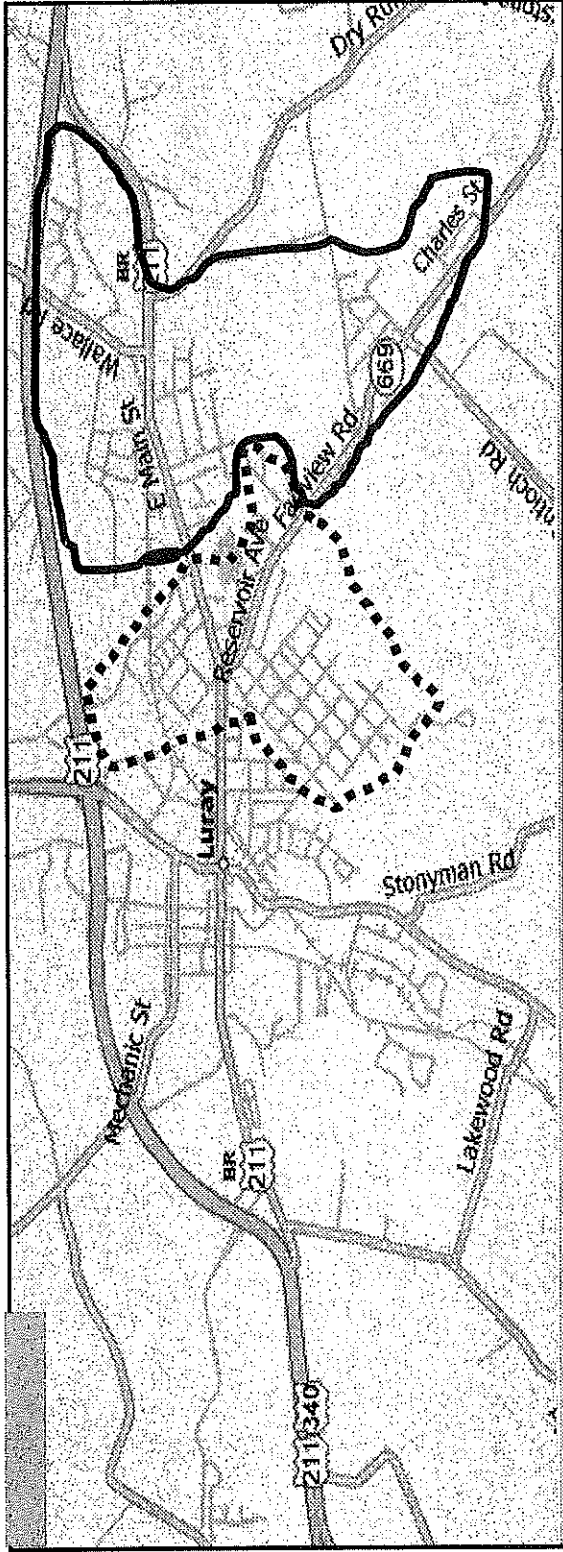 Dry Run
Charles St
BR
211
Wallace Rd
E Main St
669
Fairview Rd
Antioch Rd
Reservoir Ave
211
Luray
Stonyman Rd
Mechanic St
Lakewood Rd
BR
211
211
340